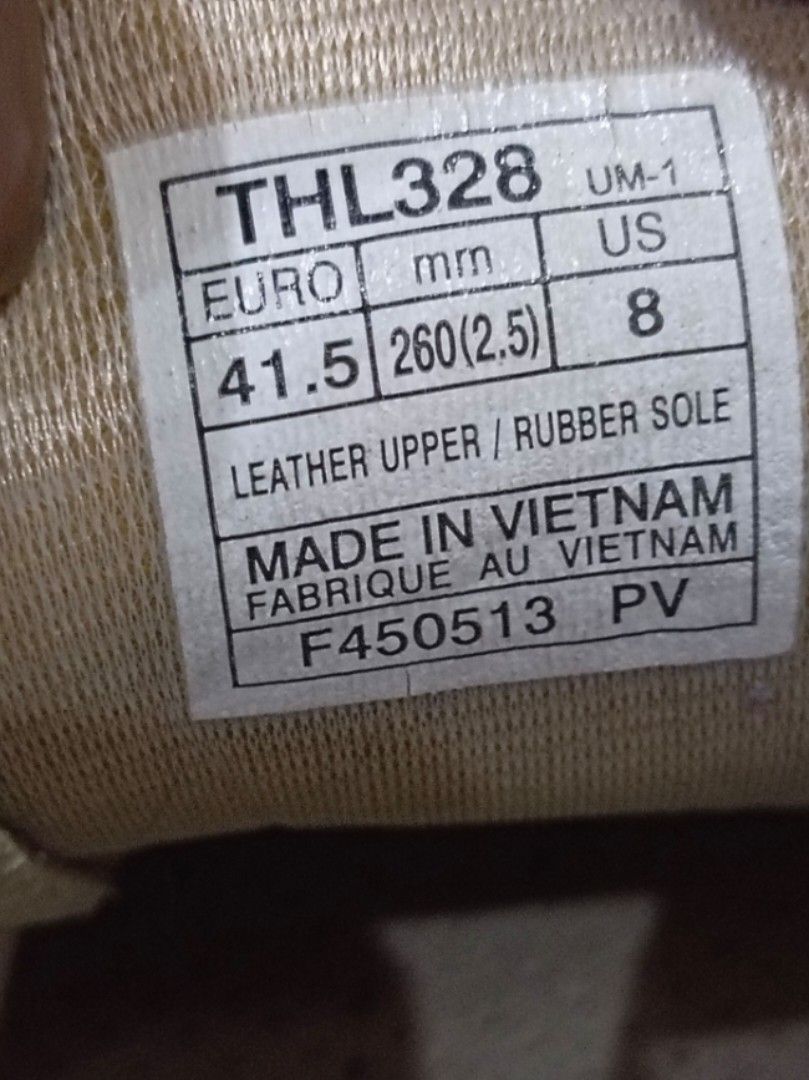 THL328 UM-1
EURO mm US
41.5 260(2.5) 8
LEATHER UPPER / RUBBER SOLE
MADE IN VIETNAM
FABRIQUE AU VIETNAM
F450513 PV